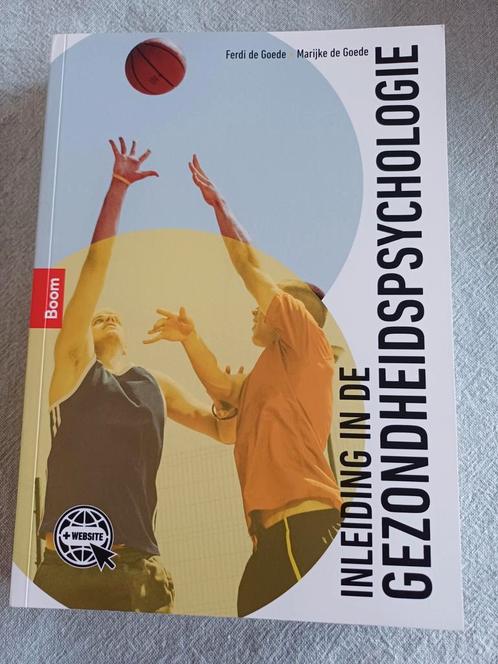 Ferdi de Goede Marijke de Goede
INLEIDING IN DE
GEZONDHEIDSPSYCHOLOGIE
Boom
+ WEBSITE